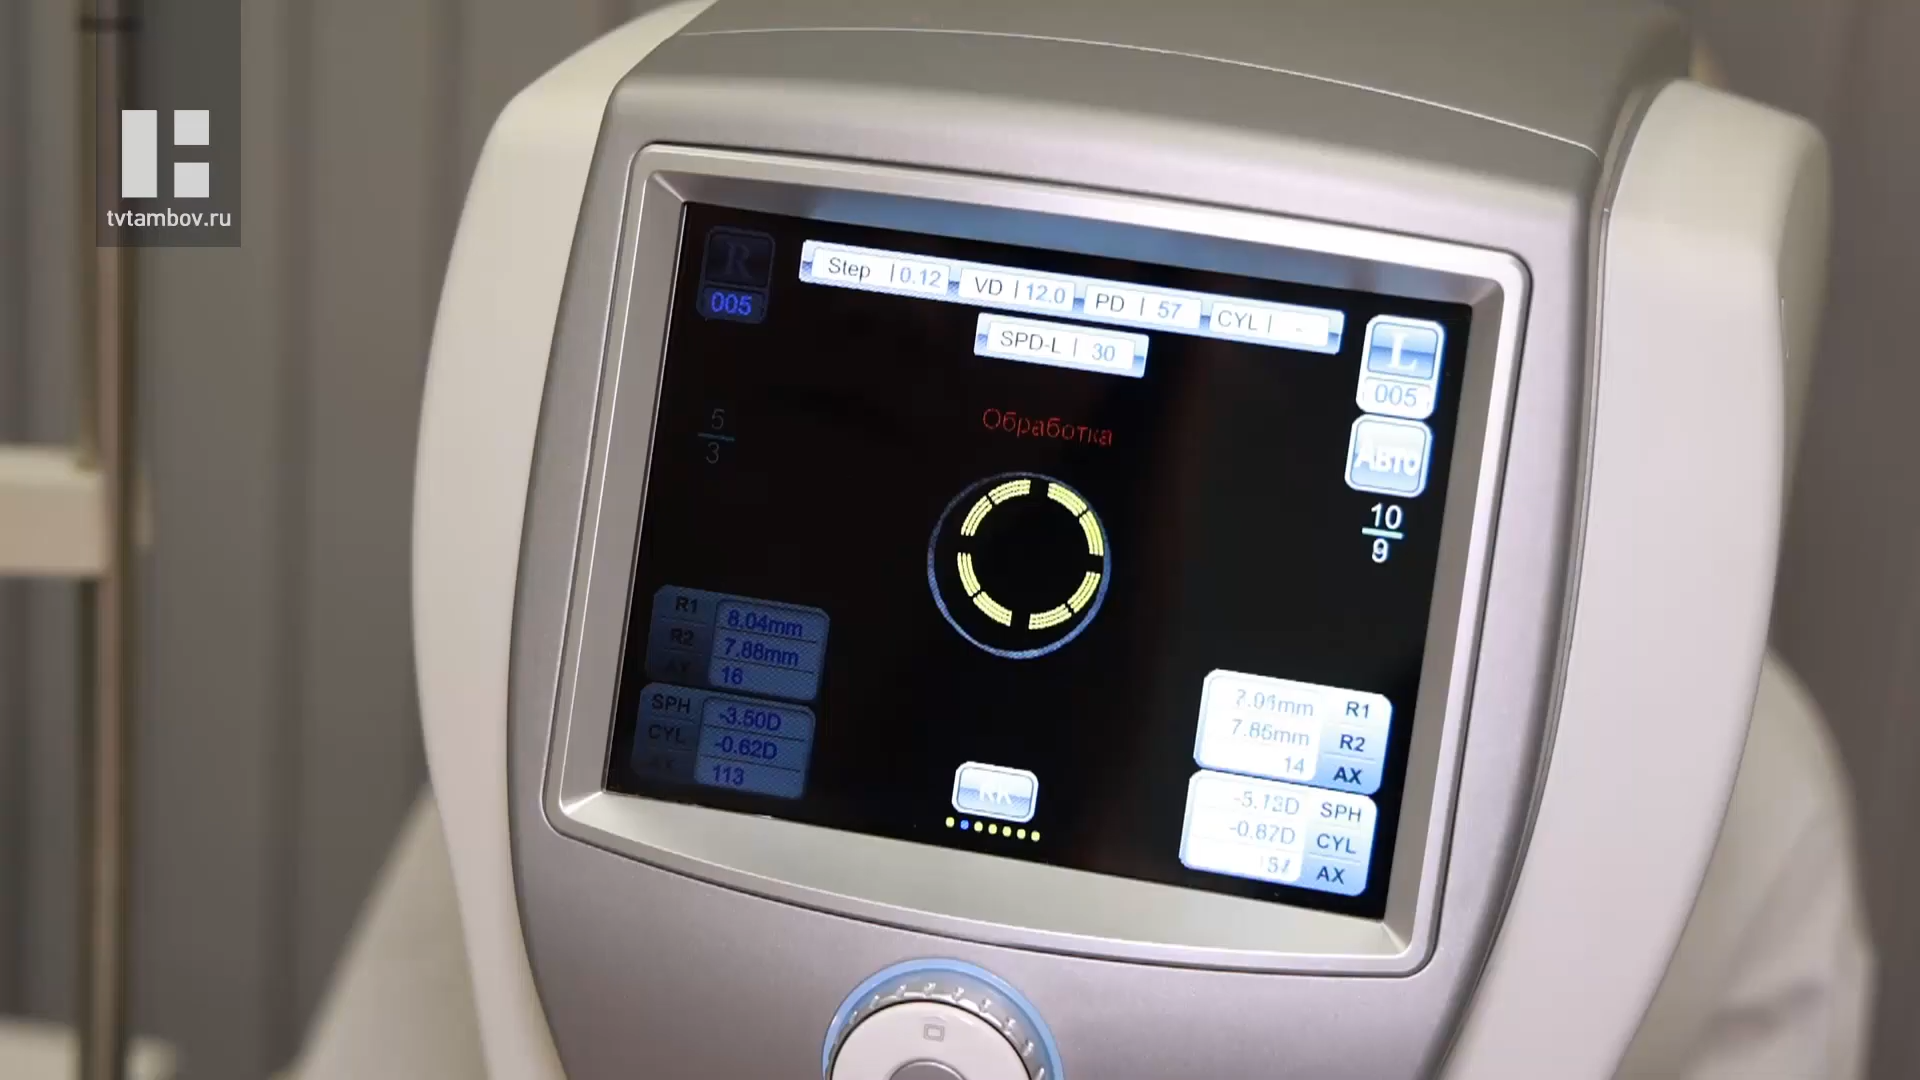 tvtambov.ru
R
005
Step 0.12 VD 12.0 PD 57 CYL -
SPD-L 30
L
005
Авто
Обработка
5
3
10
9
R1 8.04mm
R2 7.88mm
AX 16
SPH -3.50D
CYL -0.62D
113
mm R1
7.86mm R2
14 AX
SPH
-0.87D CYL
AX